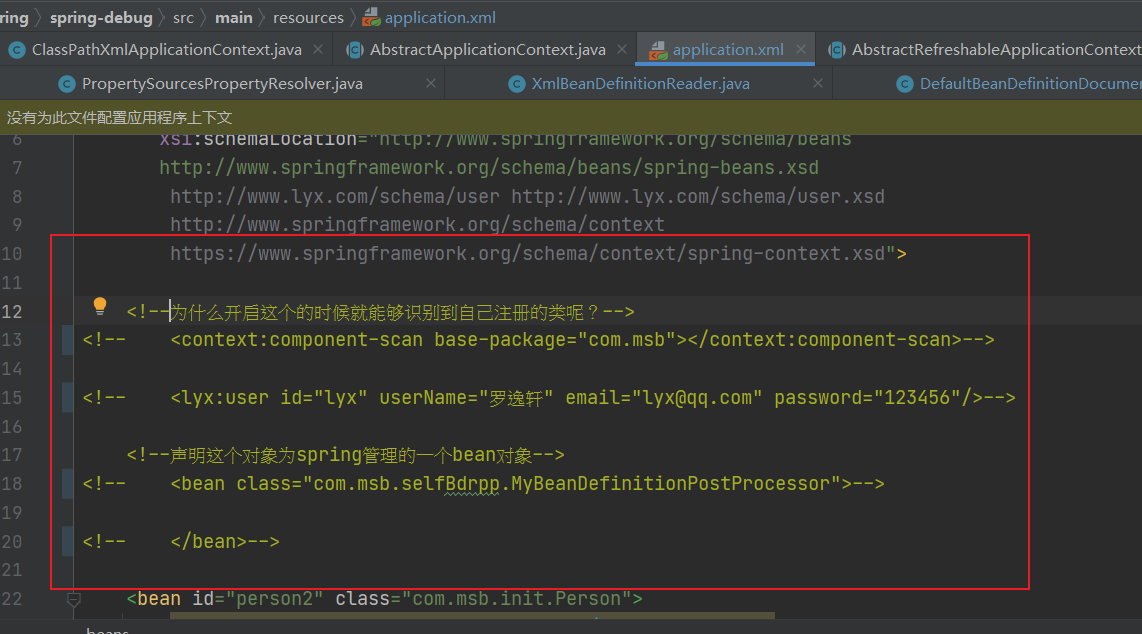 ring 〉 spring-debug 〉 src 〉 main 〉 resources 〉 application.xml
ClassPathXmlApplicationContext.java × AbstractApplicationContext.java × application.xml × AbstractRefreshableApplicationContext
PropertySourcesPropertyResolver.java × XmlBeanDefinitionReader.java × DefaultBeanDefinitionDocume
没有为此文件配置应用程序上下文
6 xsi:schemaLocation="http://www.springframework.org/schema/beans
7 http://www.springframework.org/schema/beans/spring-beans.xsd
8 http://www.lyx.com/schema/user http://www.lyx.com/schema/user.xsd
9 http://www.springframework.org/schema/context
10 https://www.springframework.org/schema/context/spring-context.xsd">
11
12 <!--为什么开启这个的时候就能够识别到自己注册的类呢？-->
13 <!-- <context:component-scan base-package="com.msb"></context:component-scan>-->
14
15 <!-- <lyx:user id="lyx" userName="罗逸轩" email="lyx@qq.com" password="123456"/>-->
16
17 <!--声明这个对象为spring管理的一个bean对象-->
18 <!-- <bean class="com.msb.selfBdrpp.MyBeanDefinitionPostProcessor">-->
19
20 <!-- </bean>-->
21
22 <bean id="person2" class="com.msb.init.Person">
beans